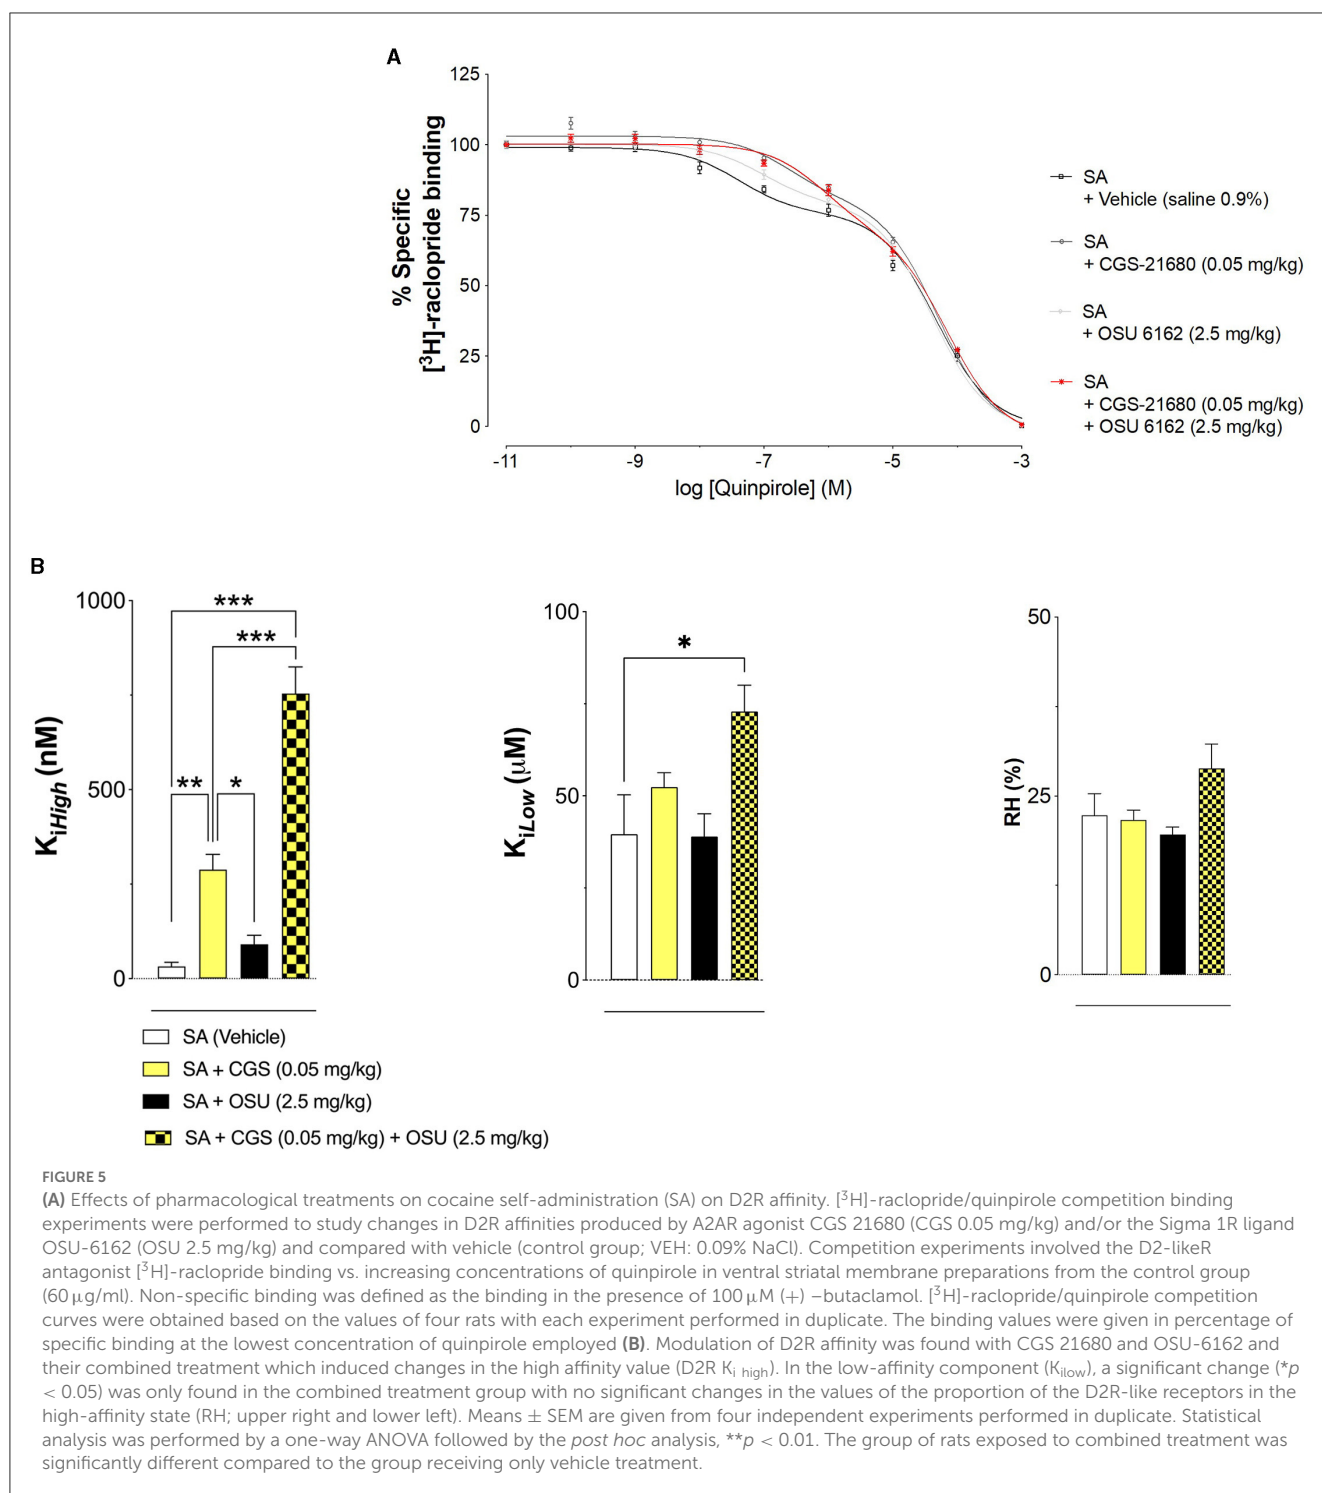 A
125
100
75
50
25
0
% Specific
[³H]-raclopride binding
-11
-9
-7
-5
-3
log [Quinpirole] (M)
SA
+ Vehicle (saline 0.9%)
SA
+ CGS-21680 (0.05 mg/kg)
SA
+ OSU 6162 (2.5 mg/kg)
SA
+ CGS-21680 (0.05 mg/kg)
+ OSU 6162 (2.5 mg/kg)
B
1000
500
0
KiHigh (nM)
***
***
**
*
100
50
0
KiLow (μM)
*
50
25
0
RH (%)
SA (Vehicle)
SA + CGS (0.05 mg/kg)
SA + OSU (2.5 mg/kg)
SA + CGS (0.05 mg/kg) + OSU (2.5 mg/kg)
FIGURE 5
(A) Effects of pharmacological treatments on cocaine self-administration (SA) on D2R affinity. [³H]-raclopride/quinpirole competition binding
experiments were performed to study changes in D2R affinities produced by A2AR agonist CGS 21680 (CGS 0.05 mg/kg) and/or the Sigma 1R ligand
OSU-6162 (OSU 2.5 mg/kg) and compared with vehicle (control group; VEH: 0.09% NaCl). Competition experiments involved the D2-likeR
antagonist [³H]-raclopride binding vs. increasing concentrations of quinpirole in ventral striatal membrane preparations from the control group
(60 μg/ml). Non-specific binding was defined as the binding in the presence of 100 μM (+) –butaclamol. [³H]-raclopride/quinpirole competition
curves were obtained based on the values of four rats with each experiment performed in duplicate. The binding values were given in percentage of
specific binding at the lowest concentration of quinpirole employed (B). Modulation of D2R affinity was found with CGS 21680 and OSU-6162 and
their combined treatment which induced changes in the high affinity value (D2R Ki high). In the low-affinity component (Kilow), a significant change (*p
< 0.05) was only found in the combined treatment group with no significant changes in the values of the proportion of the D2R-like receptors in the
high-affinity state (RH; upper right and lower left). Means ± SEM are given from four independent experiments performed in duplicate. Statistical
analysis was performed by a one-way ANOVA followed by the post hoc analysis, **p < 0.01. The group of rats exposed to combined treatment was
significantly different compared to the group receiving only vehicle treatment.